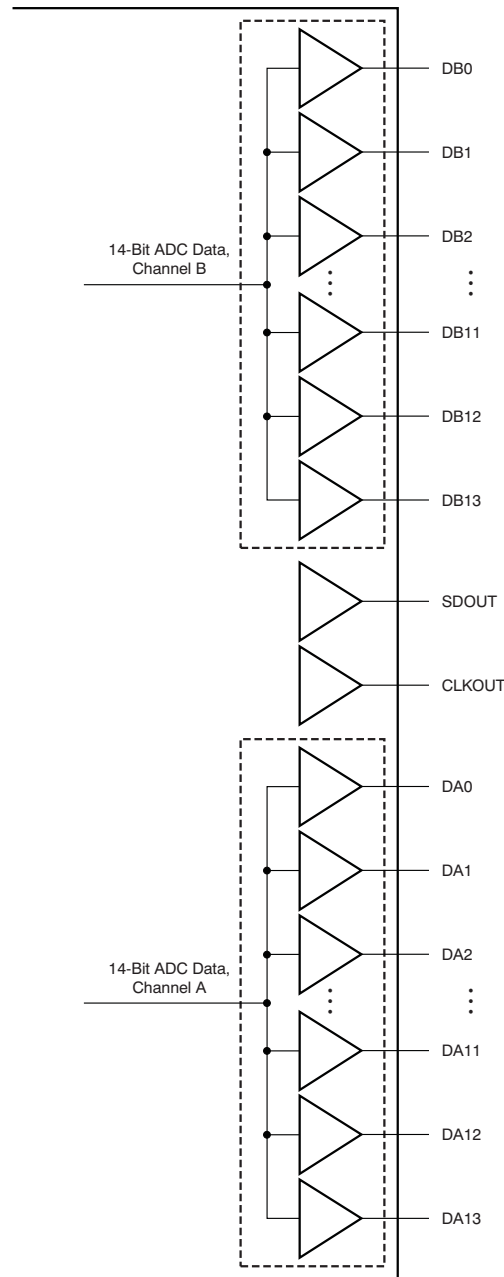 DB0
DB1
DB2
14-Bit ADC Data,
Channel B
DB11
DB12
DB13
SDOUT
CLKOUT
DA0
DA1
DA2
14-Bit ADC Data,
Channel A
DA11
DA12
DA13